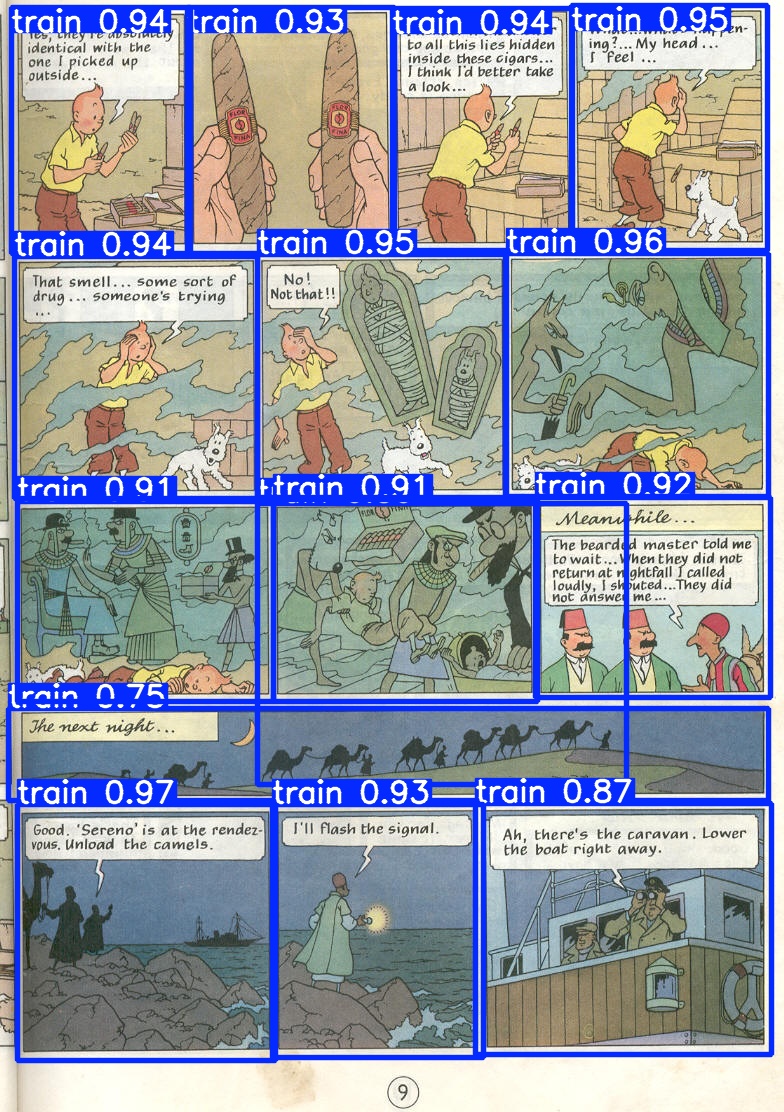 train 0.94
Yes, they're absolutely
identical with the
one I picked up
outside...
train 0.93
FLOR
FINA
FLOR
FINA
train 0.94
to all this lies hidden
inside these cigars...
I think I'd better take
a look...
train 0.95
ing?... My head...
I feel ...
train 0.94
That smell... some sort of
drug... someone's trying
...
train 0.95
No!
Not that!!
train 0.96
train 0.91
train 0.91
FLOR FINA
train 0.92
Meanwhile...
The bearded master told me
to wait... When they did not
return at nightfall I called
loudly, I shouted...They did
not answer me...
train 0.75
The next night...
train 0.97
Good. 'Sereno' is at the rendez-
vous. Unload the camels.
train 0.93
I'll flash the signal.
train 0.87
Ah, there's the caravan. Lower
the boat right away.
9